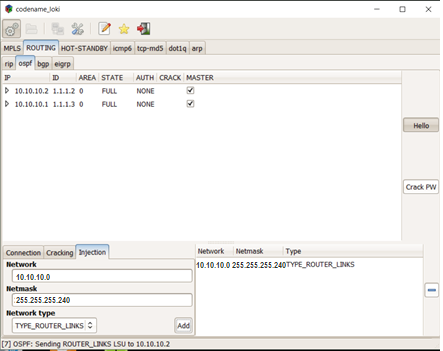 codename_loki
MPLS ROUTING HOT-STANDBY icmp6 tcp-md5 dot1q arp
rip ospf bgp eigrp
IP ID AREA STATE AUTH CRACK MASTER
10.10.10.2 1.1.1.2 0 FULL NONE
10.10.10.1 1.1.1.3 0 FULL NONE
Hello
Crack PW
Connection Cracking Injection
Network
10.10.10.0
Netmask
255.255.255.240
Network type
TYPE_ROUTER_LINKS Add
Network Netmask Type
10.10.10.0 255.255.255.240 TYPE_ROUTER_LINKS
[7] OSPF: Sending ROUTER_LINKS LSU to 10.10.10.2